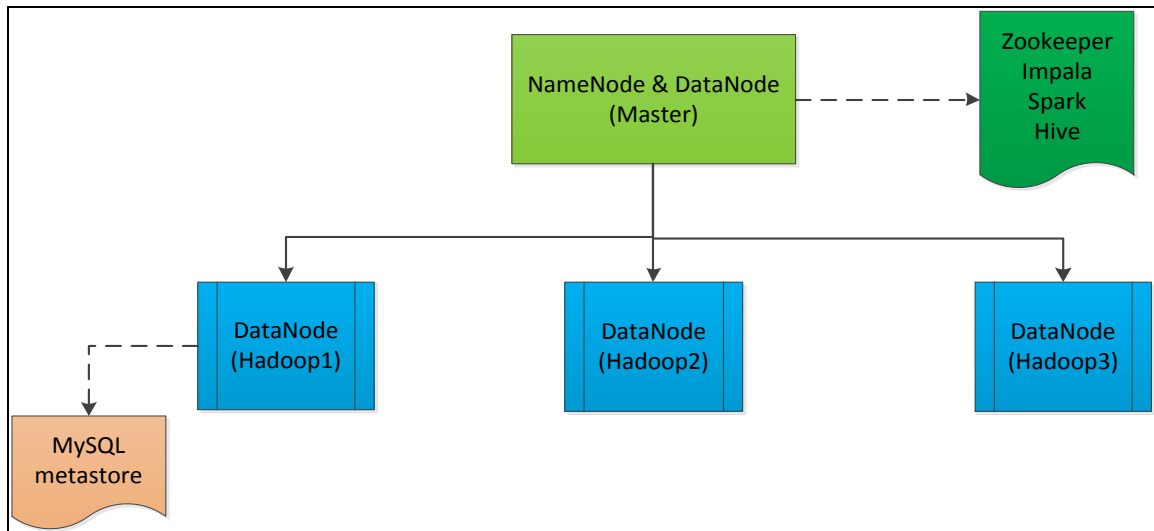 NameNode & DataNode
(Master)
Zookeeper
Impala
Spark
Hive
DataNode
(Hadoop1)
DataNode
(Hadoop2)
DataNode
(Hadoop3)
MySQL
metastore